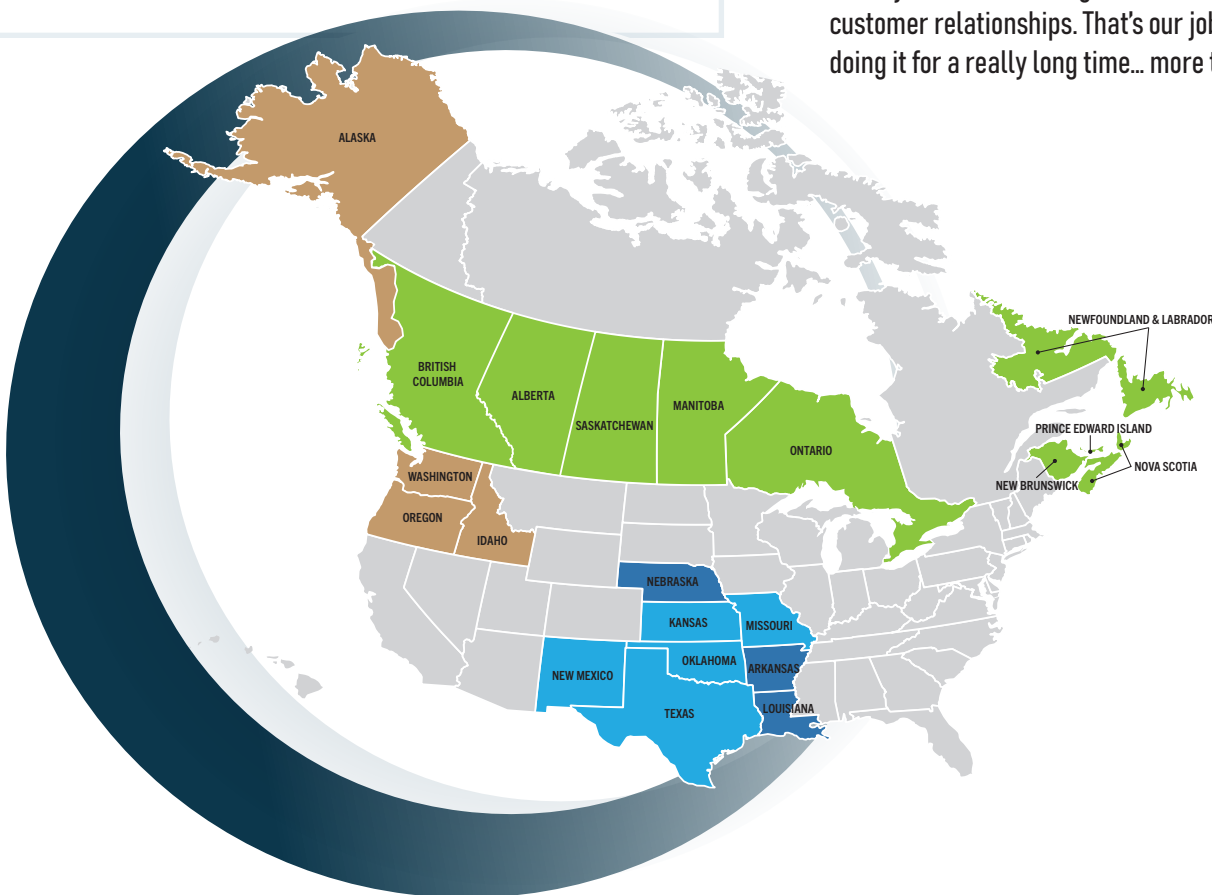 customer relationships. That's our job
doing it for a really long time... more
ALASKA
NEWFOUNDLAND & LABRADOR
BRITISH
COLUMBIA
ALBERTA
SASKATCHEWAN
MANITOBA
ONTARIO
PRINCE EDWARD ISLAND
NOVA SCOTIA
NEW BRUNSWICK
WASHINGTON
OREGON
IDAHO
NEBRASKA
KANSAS
MISSOURI
OKLAHOMA
ARKANSAS
NEW MEXICO
TEXAS
LOUISIANA